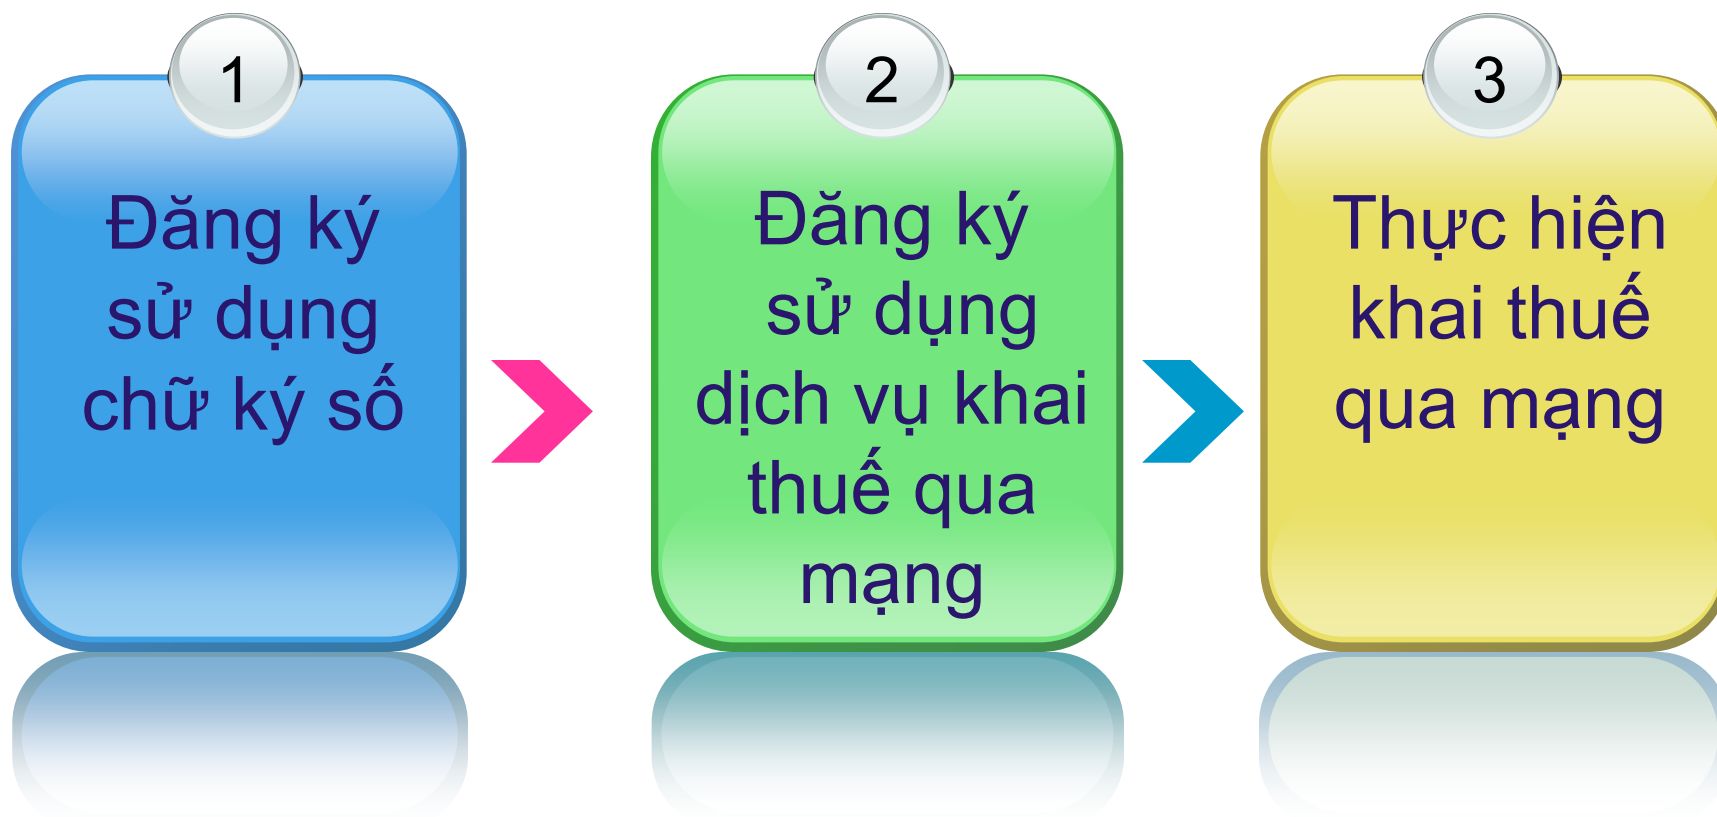 1
Đăng ký
sử dụng
chữ ký số
2
Đăng ký
sử dụng
dịch vụ khai
thuế qua
mạng
3
Thực hiện
khai thuế
qua mạng